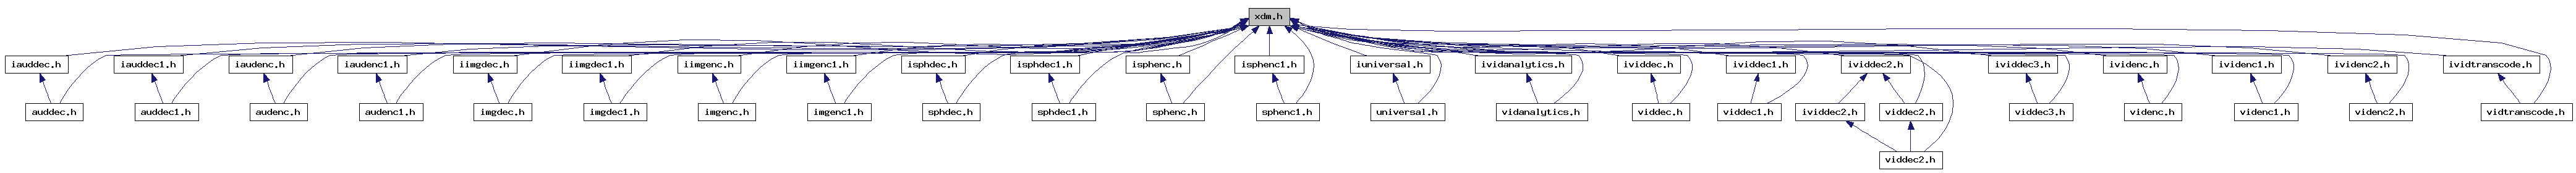 xdm.h
iauddec.h
iauddec1.h
iaudenc.h
iaudenc1.h
iimgdec.h
iimgdec1.h
iimgenc.h
iimgenc1.h
isphdec.h
isphdec1.h
isphenc.h
isphenc1.h
iuniversal.h
ividanalytics.h
ividdec.h
ividdec1.h
ividdec2.h
ividdec3.h
ividenc.h
ividenc1.h
ividenc2.h
ividtranscode.h
auddec.h
auddec1.h
audenc.h
audenc1.h
imgdec.h
imgdec1.h
imgenc.h
imgenc1.h
sphdec.h
sphdec1.h
sphenc.h
sphenc1.h
universal.h
vidanalytics.h
viddec.h
viddec1.h
ividdec2.h
viddec2.h
viddec3.h
videnc.h
videnc1.h
videnc2.h
vidtranscode.h
viddec2.h